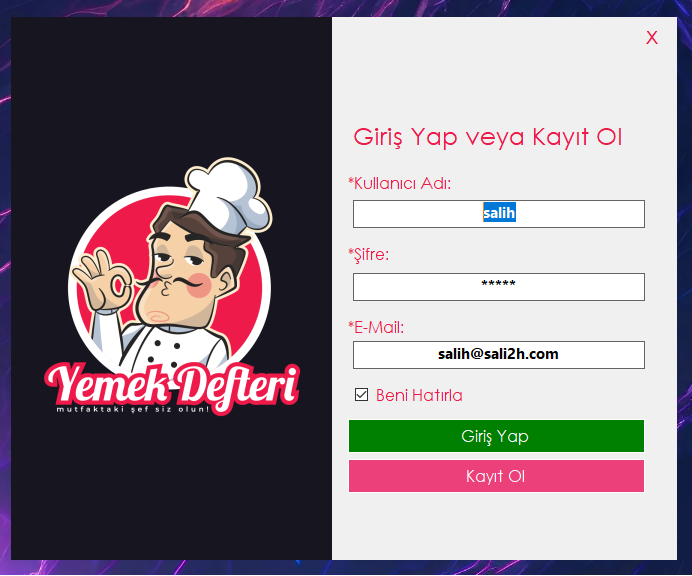 X
Giriş Yap veya Kayıt Ol
*Kullanıcı Adı:
salih
*Şifre:
*****
*E-Mail:
salih@sali2h.com
Beni Hatırla
Giriş Yap
Kayıt Ol
Yemek Defteri
mutfaktaki şef siz olun!